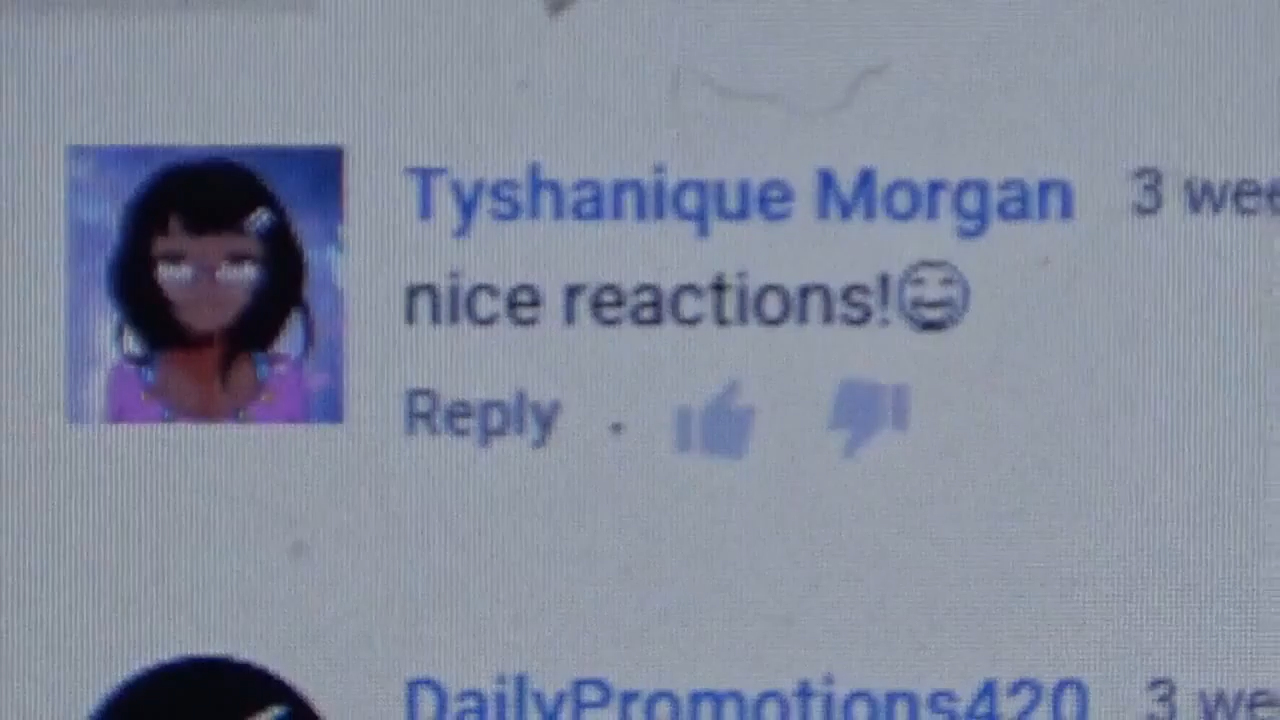 Tyshanique Morgan 3 wee
nice reactions!😄
Reply .
DailyPromotions420 3 we